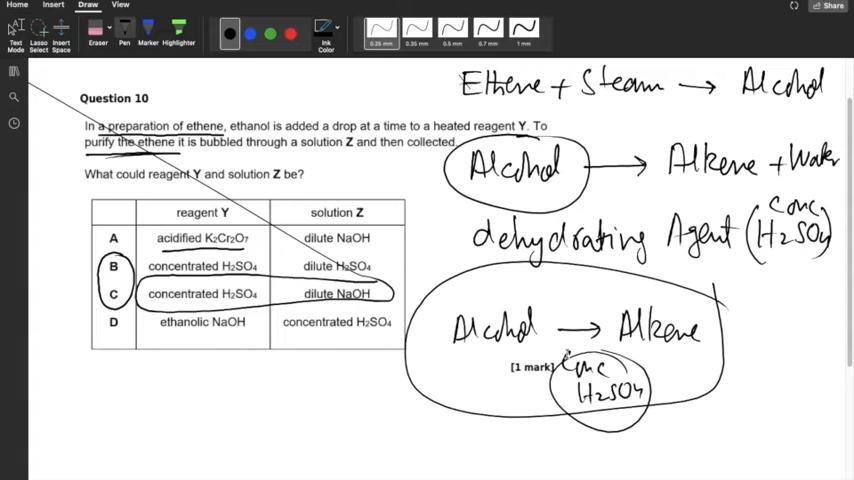 Home Insert Draw View
Share
Text Mode
Lasso Select
Insert Space
Eraser
Pen
Marker
Highlighter
Ink Color
0.25 mm
0.35 mm
0.5 mm
0.7 mm
1 mm
Ethene + Steam → Alcohol
Question 10
In a preparation of ethene, ethanol is added a drop at a time to a heated reagent Y. To
purify the ethene it is bubbled through a solution Z and then collected.
Alcohol → Alkene + Water
What could reagent Y and solution Z be?
reagent Y solution Z
A acidified K2Cr2O7 dilute NaOH
B concentrated H2SO4 dilute H2SO4
C concentrated H2SO4 dilute NaOH
D ethanolic NaOH concentrated H2SO4
dehydrating Agent (conc H2SO4)
Alcohol → Alkene
[1 mark]
Conc
H2SO4